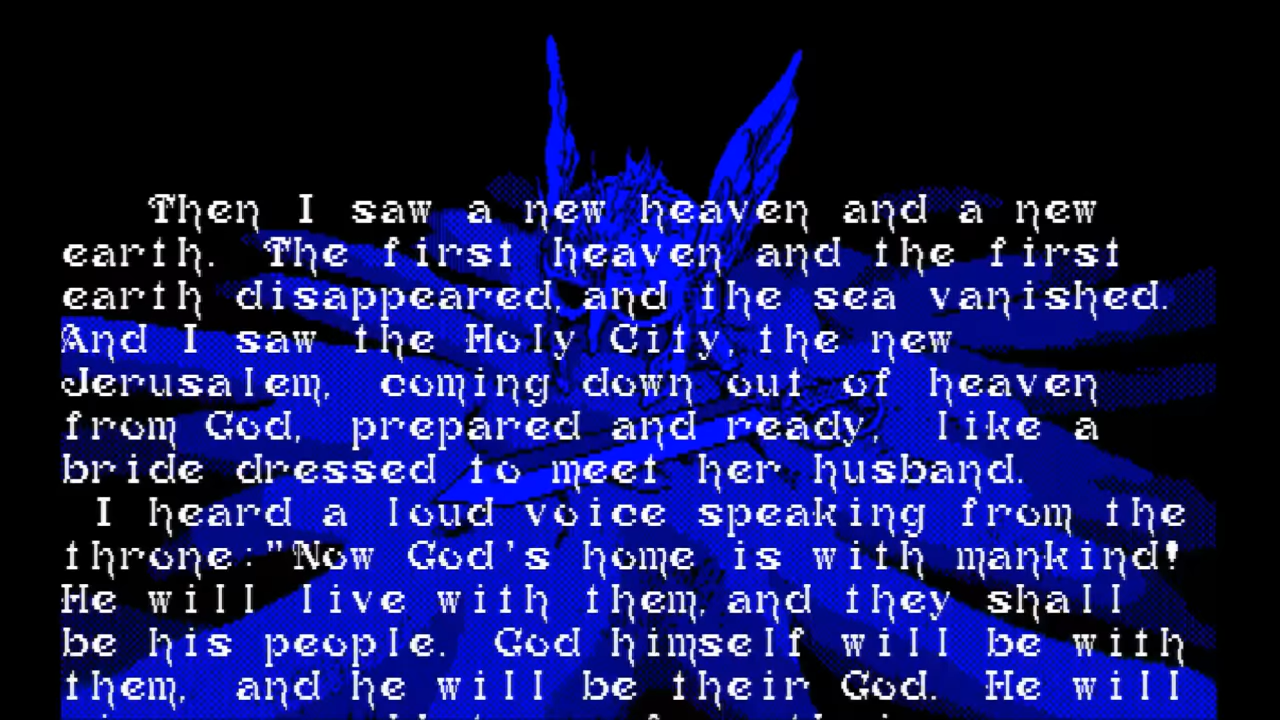 Then I saw a new heaven and a new
earth. The first heaven and the first
earth disappeared, and the sea vanished.
And I saw the Holy City, the new
Jerusalem, coming down out of heaven
from God, prepared and ready, like a
bride dressed to meet her husband.
I heard a loud voice speaking from the
throne:"Now God's home is with mankind!
He will live with them, and they shall
be his people. God himself will be with
them, and he will be their God. He will